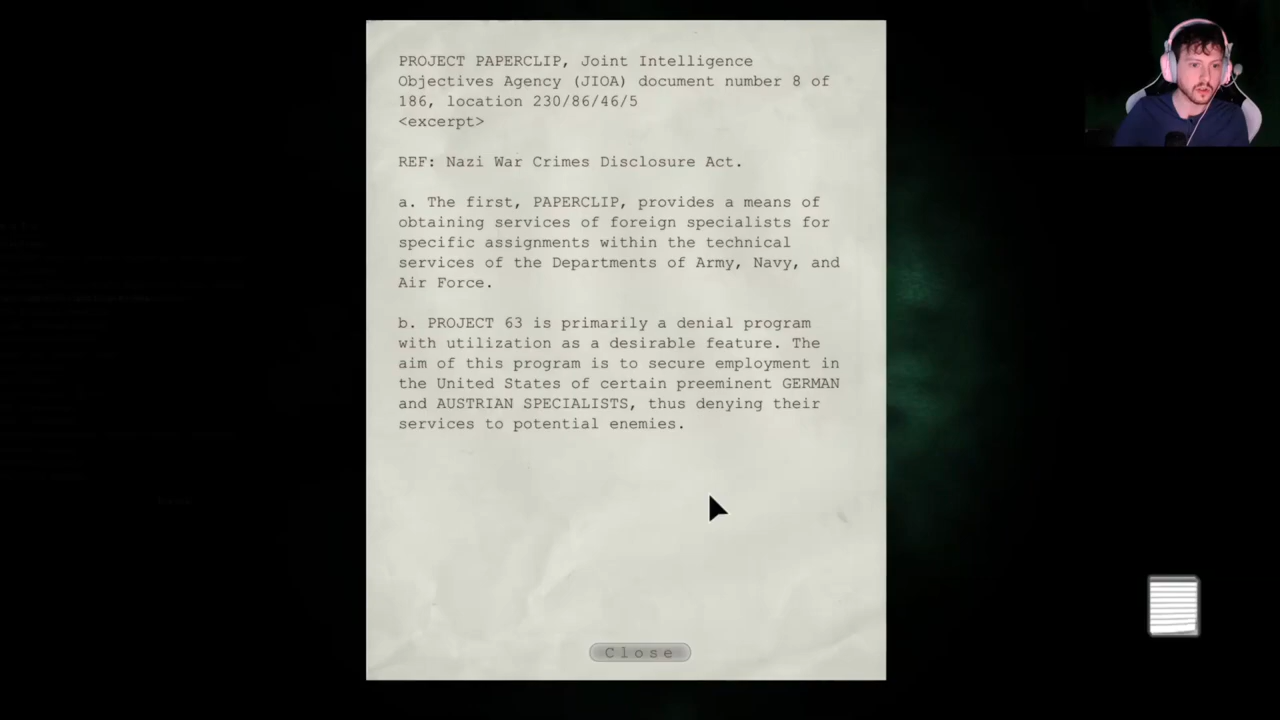 PROJECT PAPERCLIP, Joint Intelligence
Objectives Agency (JIOA) document number 8 of
186, location 230/86/46/5
<excerpt>
REF: Nazi War Crimes Disclosure Act.
a. The first, PAPERCLIP, provides a means of
obtaining services of foreign specialists for
specific assignments within the technical
services of the Departments of Army, Navy, and
Air Force.
b. PROJECT 63 is primarily a denial program
with utilization as a desirable feature. The
aim of this program is to secure employment in
the United States of certain preeminent GERMAN
and AUSTRIAN SPECIALISTS, thus denying their
services to potential enemies.
Close